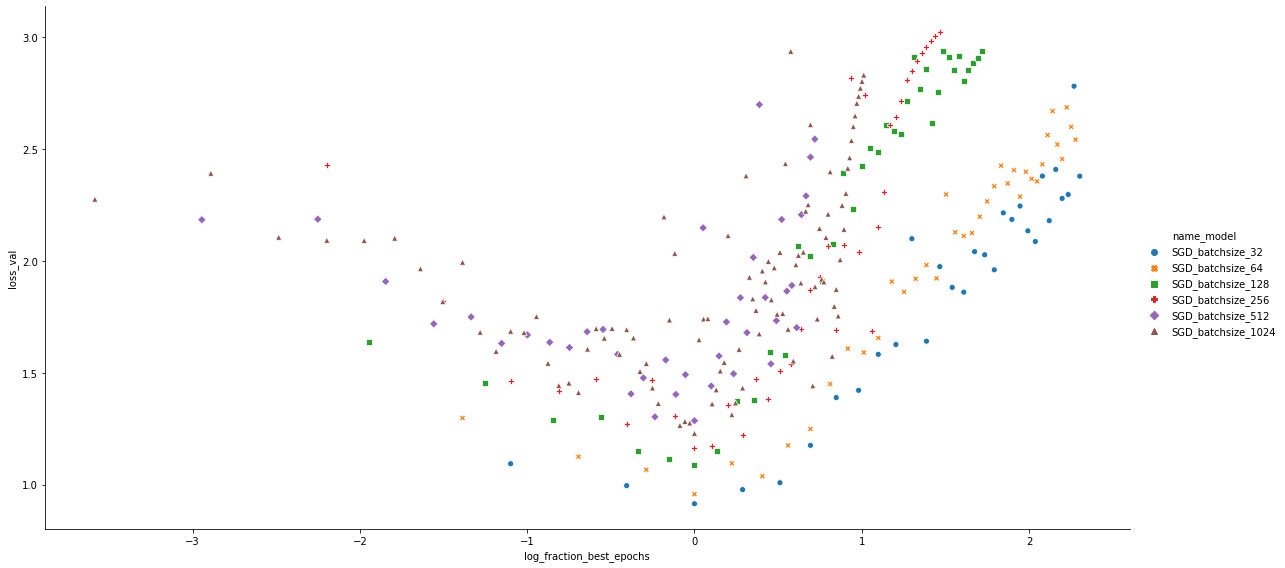 3.0
2.5
2.0
1.5
1.0
loss_val
−3
−2
−1
0
1
2
log_fraction_best_epochs
name_model
SGD_batchsize_32
SGD_batchsize_64
SGD_batchsize_128
SGD_batchsize_256
SGD_batchsize_512
SGD_batchsize_1024